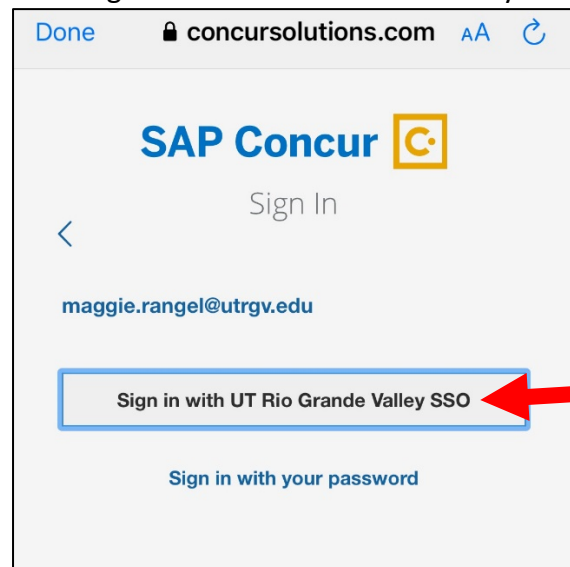 Done concursolutions.com AA
SAP Concur C
Sign In
maggie.rangel@utrgv.edu
Sign in with UT Rio Grande Valley SSO
Sign in with your password